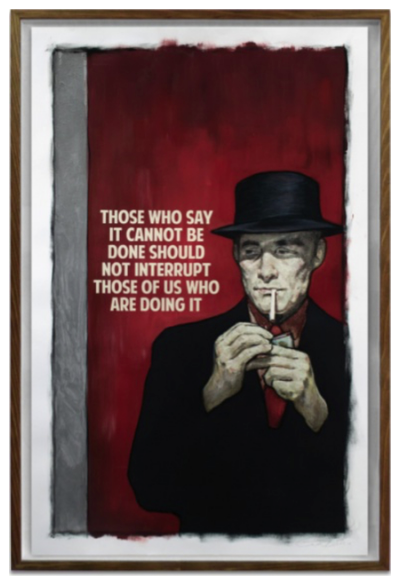 THOSE WHO SAY
IT CANNOT BE
DONE SHOULD
NOT INTERRUPT
THOSE OF US WHO
ARE DOING IT